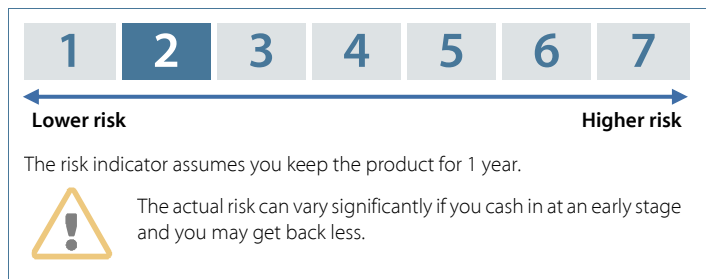 1 2 3 4 5 6 7
Lower risk Higher risk
The risk indicator assumes you keep the product for 1 year.
The actual risk can vary significantly if you cash in at an early stage
and you may get back less.